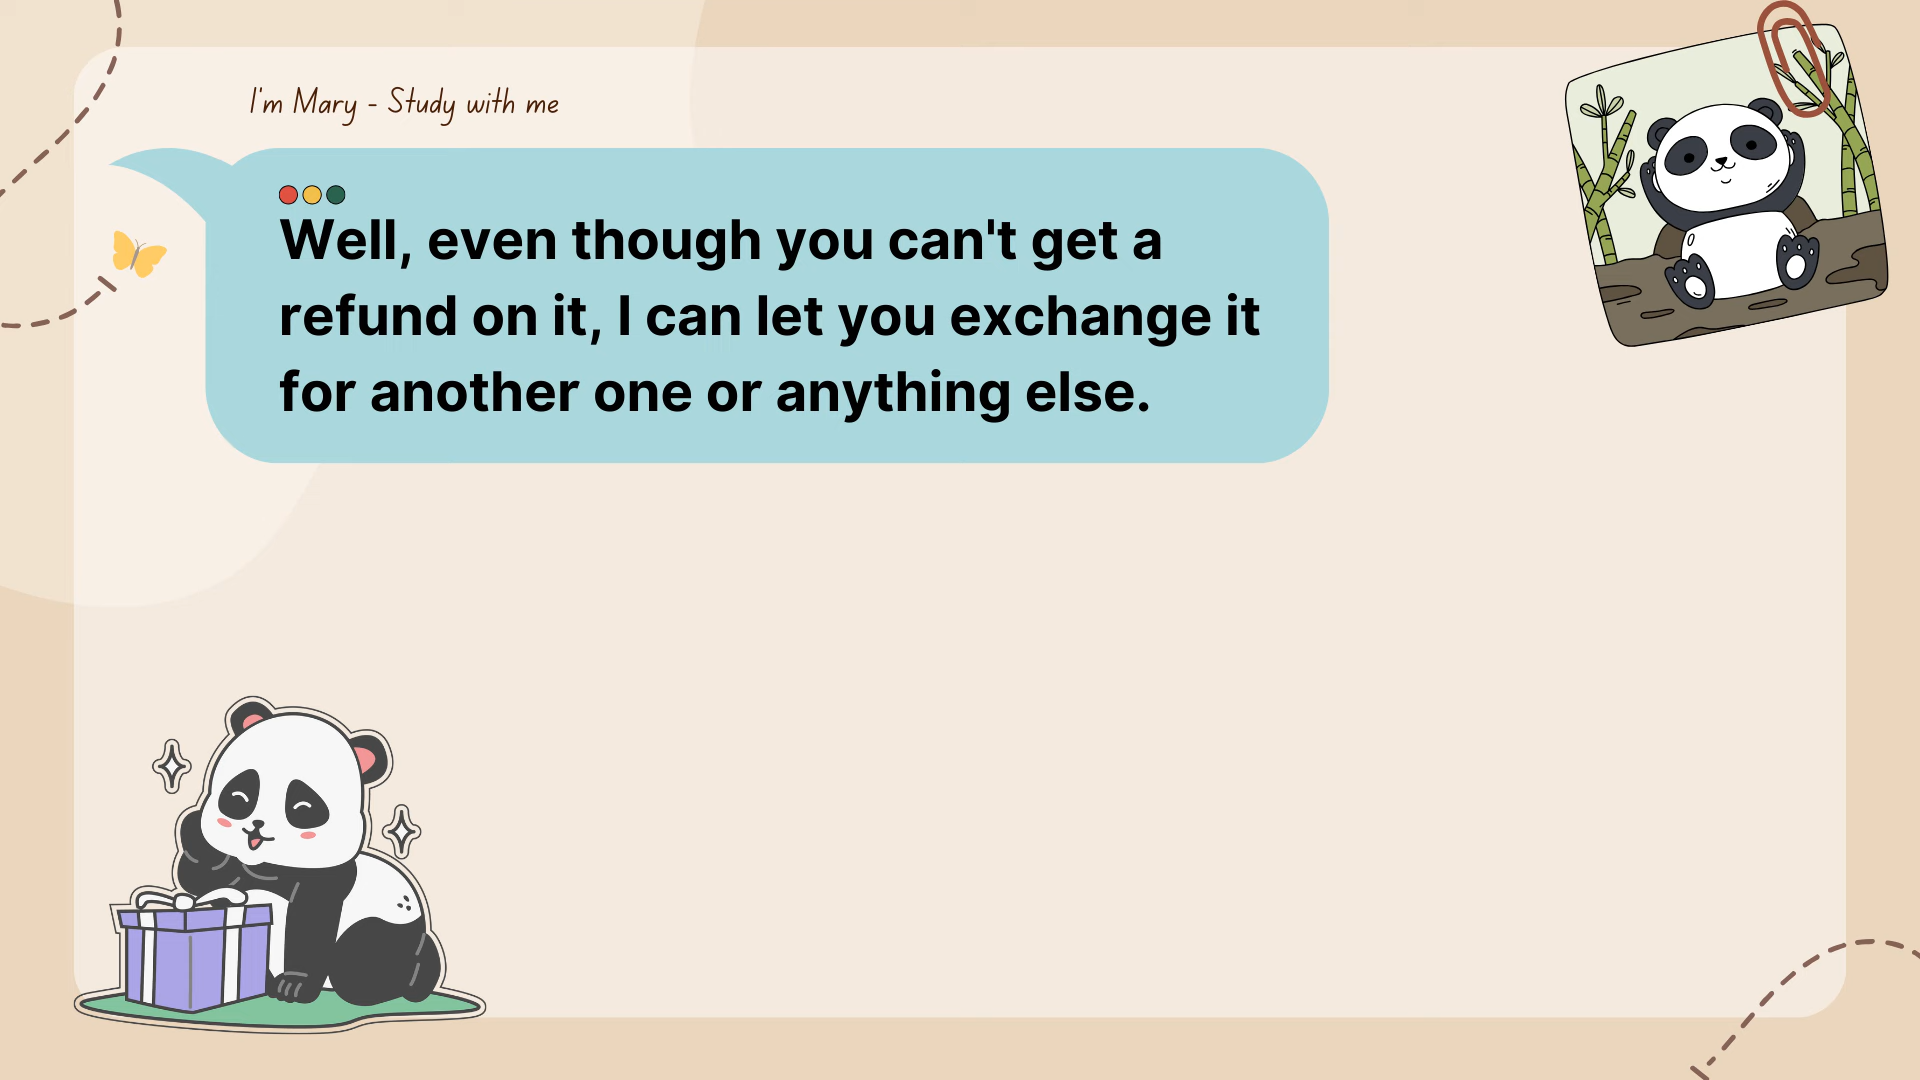 I'm Mary - Study with me
Well, even though you can't get a
refund on it, I can let you exchange it
for another one or anything else.